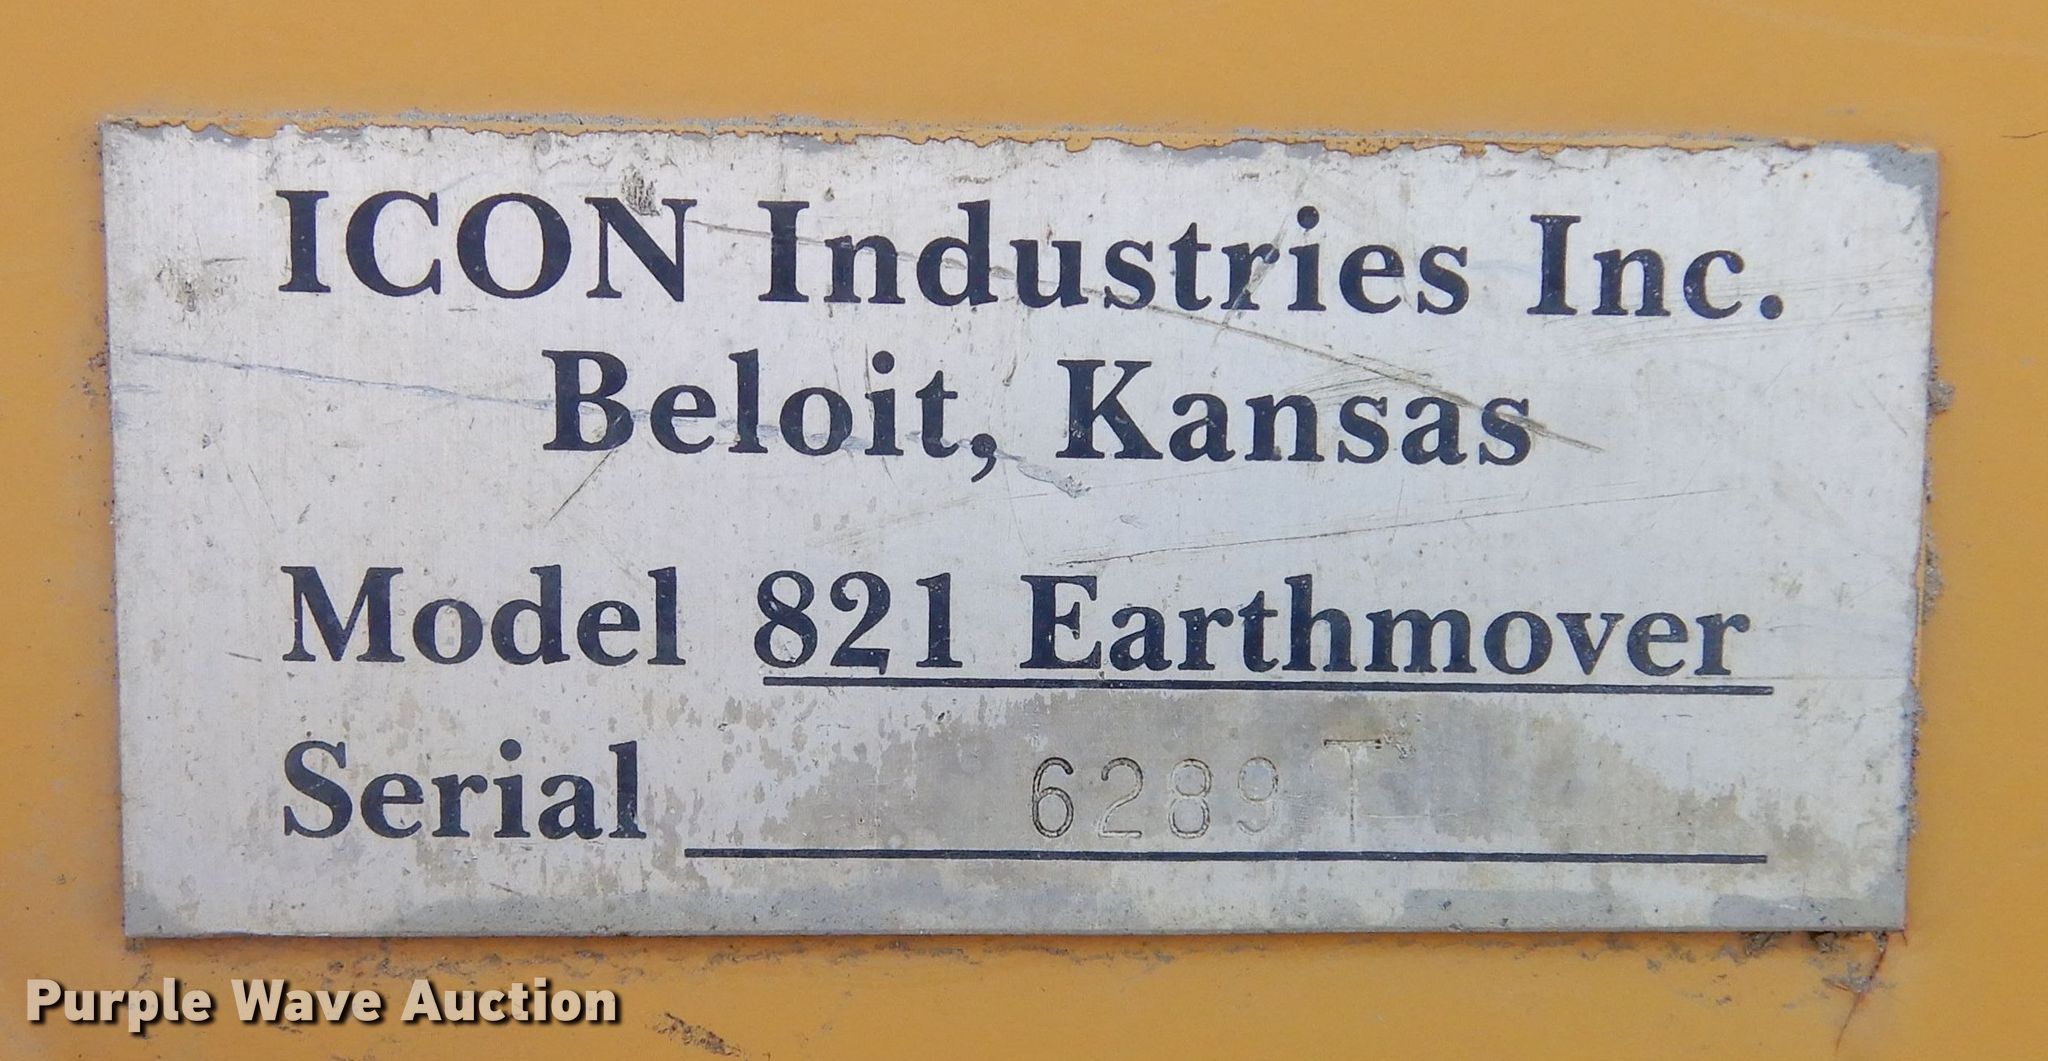 ICON Industries Inc.
Beloit, Kansas
Model 821 Earthmover
Serial 6289 T
Purple Wave Auction